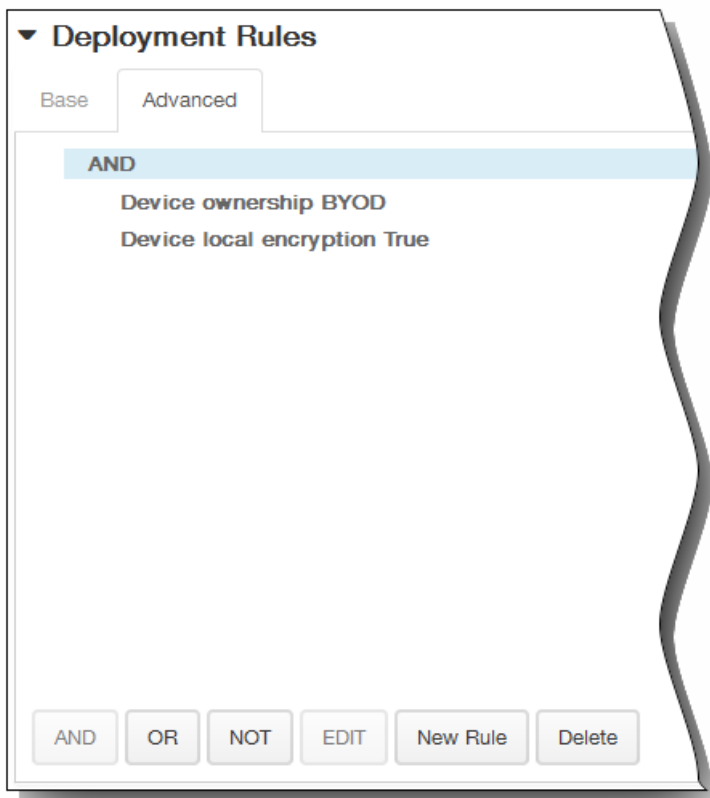 Deployment Rules
Base Advanced
AND
Device ownership BYOD
Device local encryption True
AND OR NOT EDIT New Rule Delete